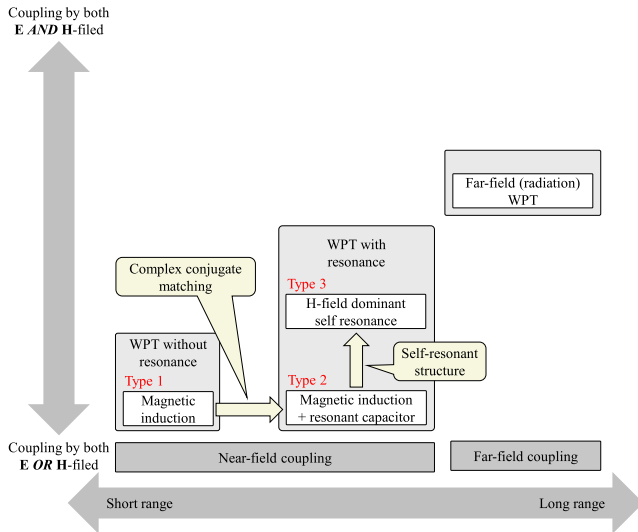 Coupling by both
E AND H-filed
Far-field (radiation)
WPT
WPT with
resonance
Complex conjugate
matching
Type 3
H-field dominant
self resonance
WPT without
resonance
Self-resonant
structure
Type 1
Type 2
Magnetic
induction
Magnetic induction
+ resonant capacitor
Coupling by both
E OR H-filed
Near-field coupling
Far-field coupling
Short range
Long range